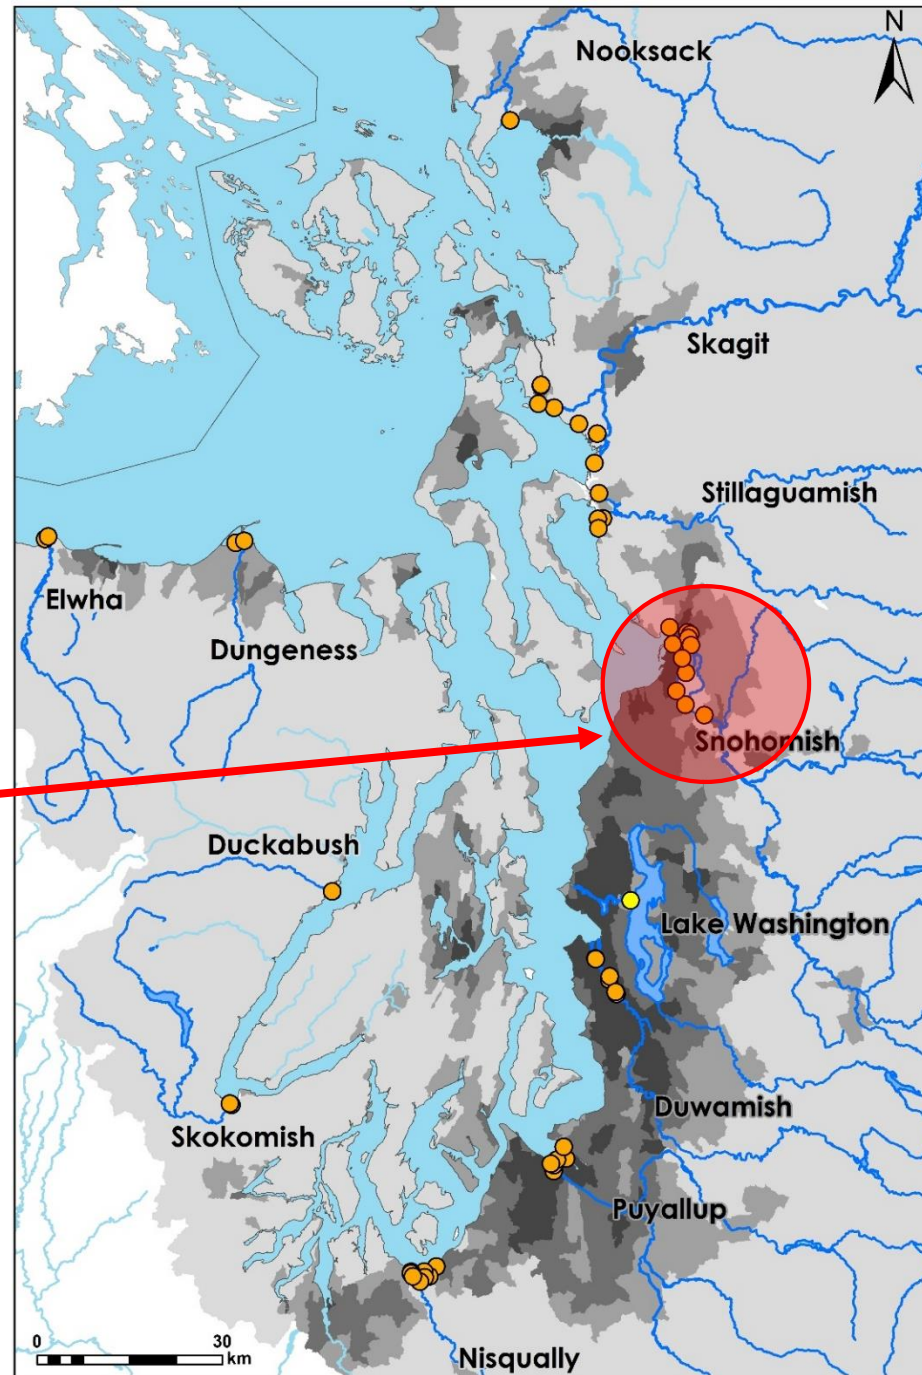 N
Nooksack
Skagit
Stillaguamish
Elwha
Dungeness
Snohomish
Duckabush
Lake Washington
Skokomish
Duwamish
Puyallup
0 30
km
Nisqually